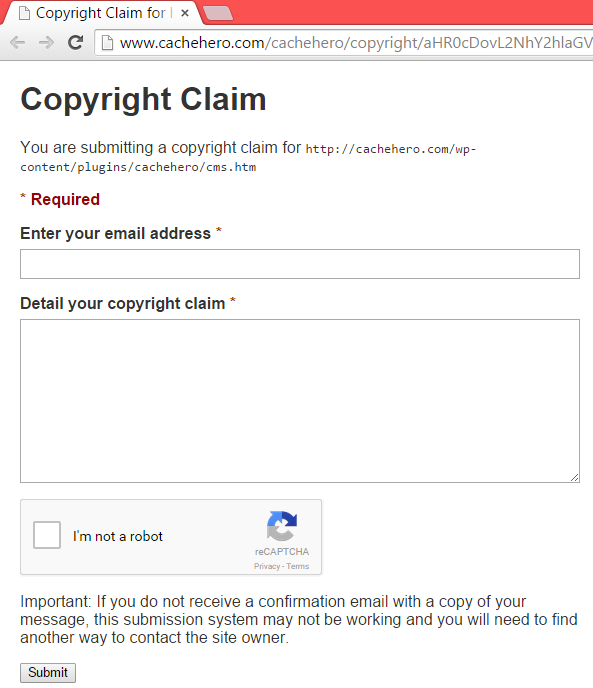 Copyright Claim for
www.cachehero.com/cachehero/copyright/aHR0cDovL2NhY2hlaGV
Copyright Claim
You are submitting a copyright claim for http://cachehero.com/wp-
content/plugins/cachehero/cms.htm
* Required
Enter your email address *
Detail your copyright claim *
I'm not a robot
reCAPTCHA
Privacy - Terms
Important: If you do not receive a confirmation email with a copy of your
message, this submission system may not be working and you will need to find
another way to contact the site owner.
Submit